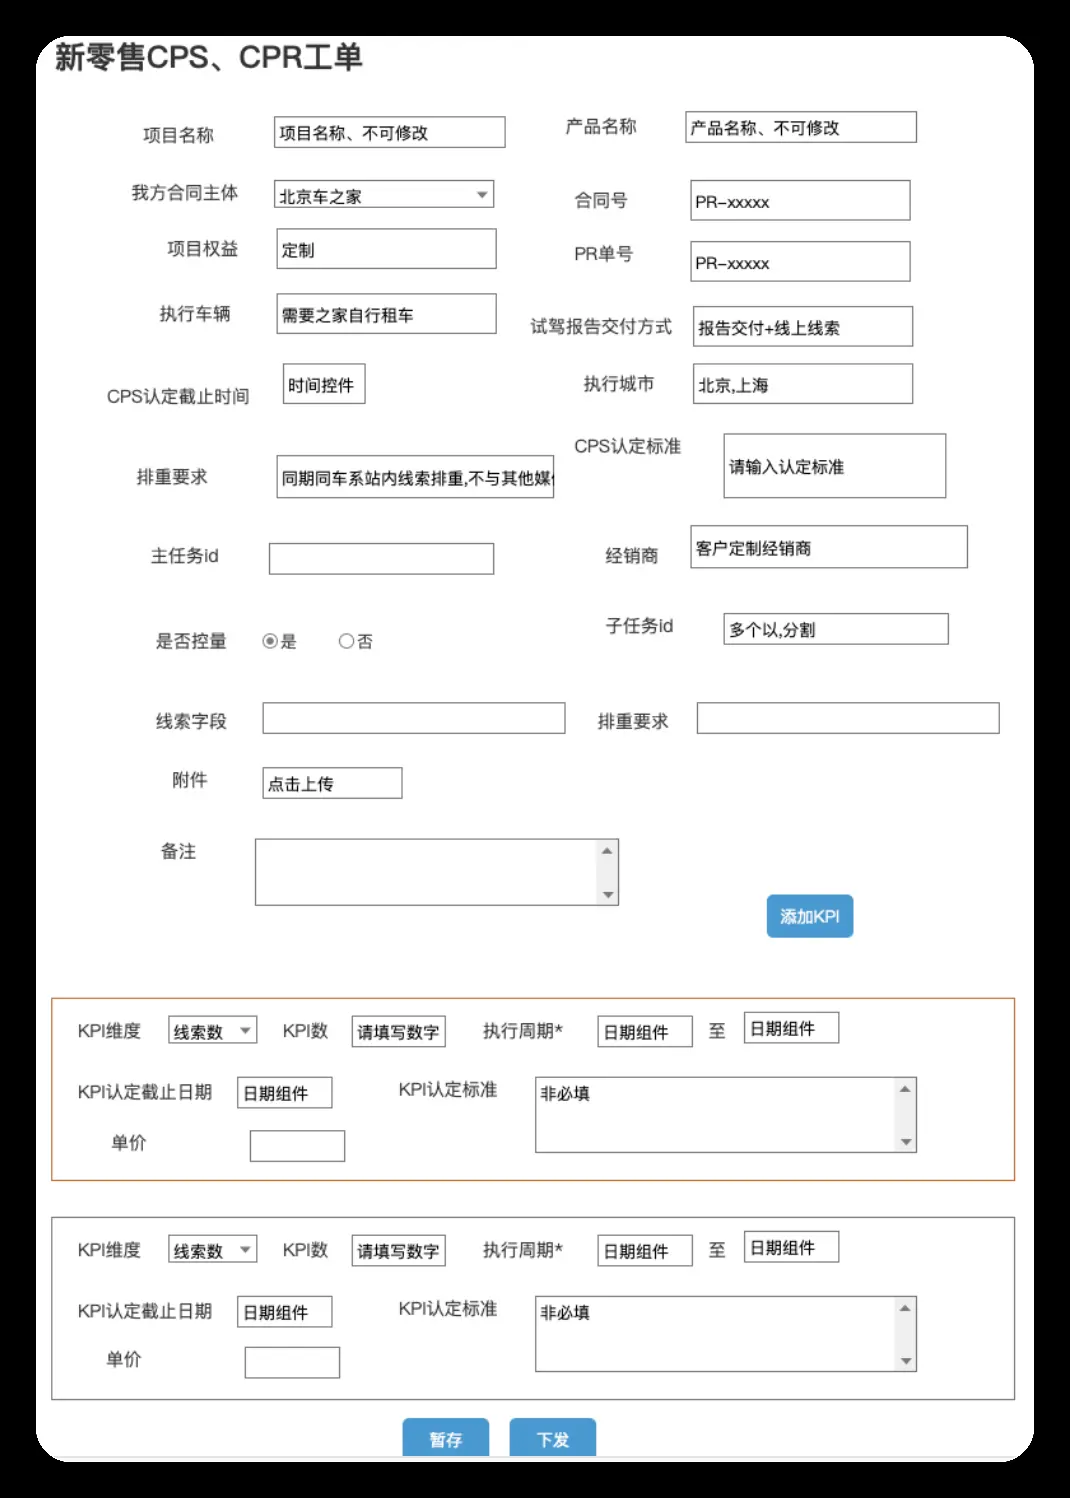 新零售CPS、CPR工单
项目名称 项目名称、不可修改 产品名称 产品名称、不可修改
我方合同主体 北京车之家 合同号 PR-xxxxx
项目权益 定制 PR单号 PR-xxxxx
执行车辆 需要之家自行租车 试驾报告交付方式 报告交付+线上线索
CPS认定截止时间 时间控件 执行城市 北京,上海
排重要求 同期同车系站内线索排重,不与其他媒 CPS认定标准 请输入认定标准
主任务id 经销商 客户定制经销商
是否控量 是 否 子任务id 多个以,分割
线索字段 排重要求
附件 点击上传
备注
添加KPI
KPI维度 线索数 KPI数 请填写数字 执行周期* 日期组件 至 日期组件
KPI认定截止日期 日期组件 KPI认定标准 非必填
单价
KPI维度 线索数 KPI数 请填写数字 执行周期* 日期组件 至 日期组件
KPI认定截止日期 日期组件 KPI认定标准 非必填
单价
暂存 下发